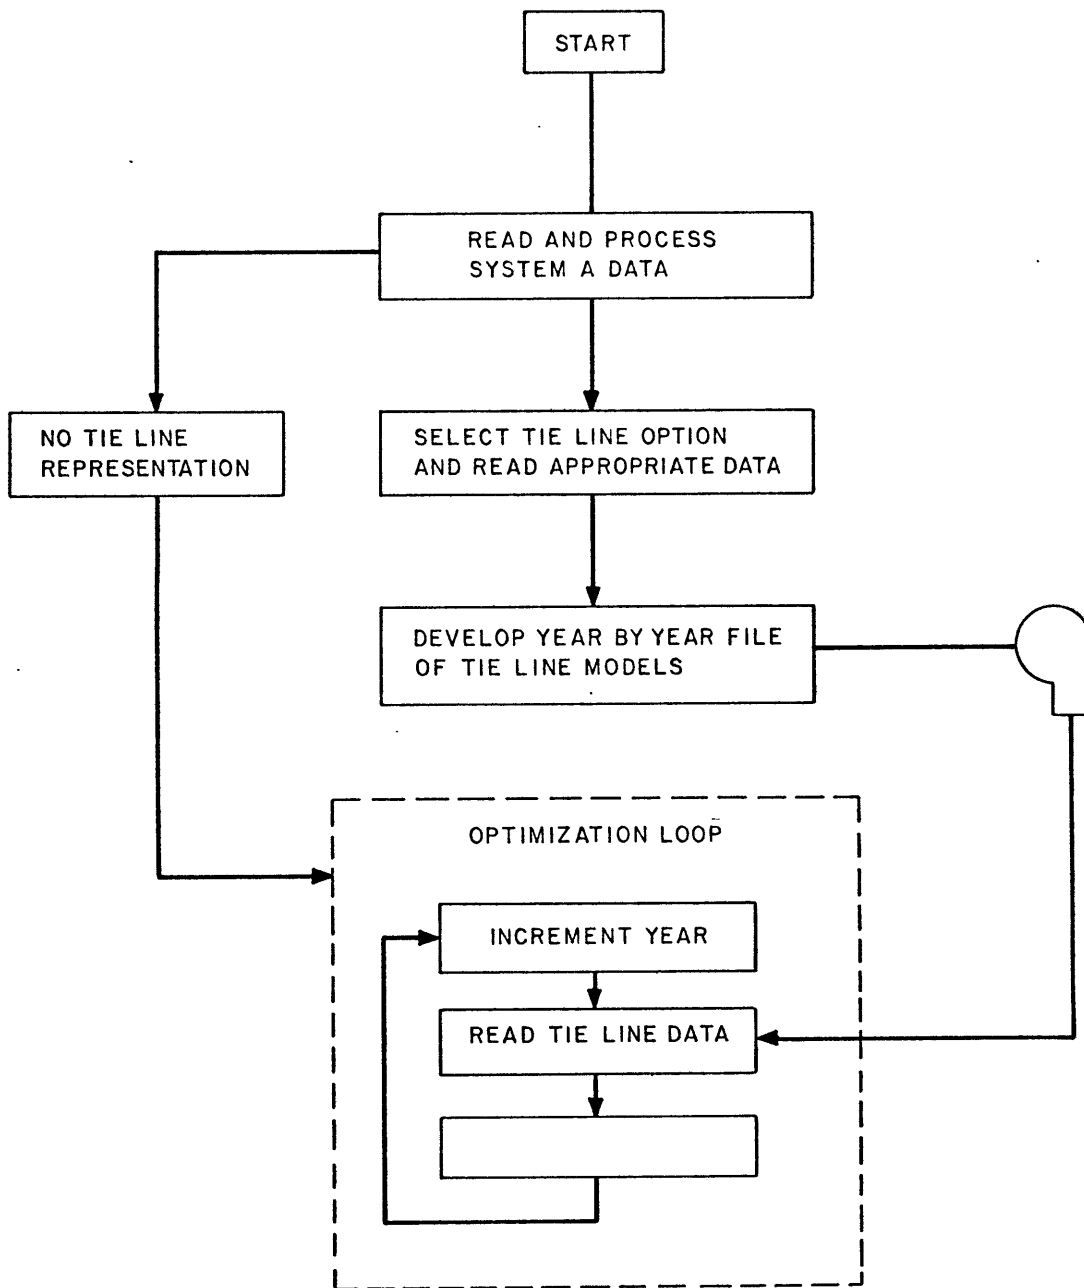 START
READ AND PROCESS
SYSTEM A DATA
NO TIE LINE
REPRESENTATION
SELECT TIE LINE OPTION
AND READ APPROPRIATE DATA
DEVELOP YEAR BY YEAR FILE
OF TIE LINE MODELS
OPTIMIZATION LOOP
INCREMENT YEAR
READ TIE LINE DATA